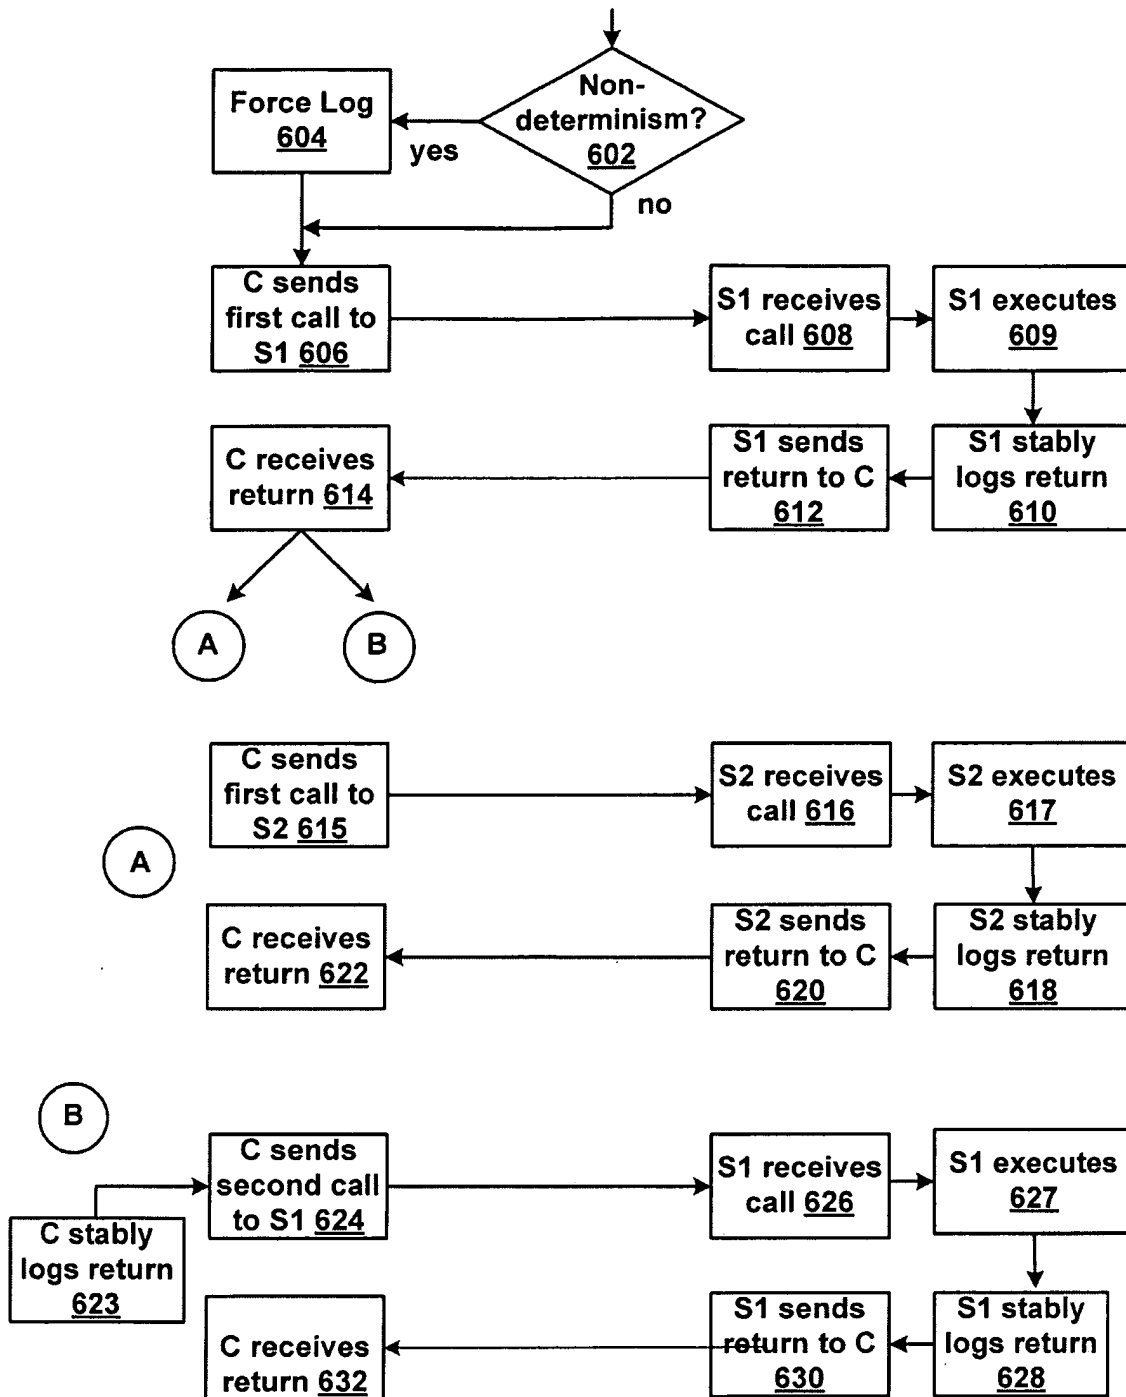 Non-
determinism?
602
Force Log
604
yes
no
C sends
first call to
S1 606
S1 receives
call 608
S1 executes
609
C receives
return 614
S1 sends
return to C
612
S1 stably
logs return
610
A
B
C sends
first call to
S2 615
S2 receives
call 616
S2 executes
617
A
C receives
return 622
S2 sends
return to C
620
S2 stably
logs return
618
B
C sends
second call
to S1 624
S1 receives
call 626
S1 executes
627
C stably
logs return
623
C receives
return 632
S1 sends
return to C
630
S1 stably
logs return
628